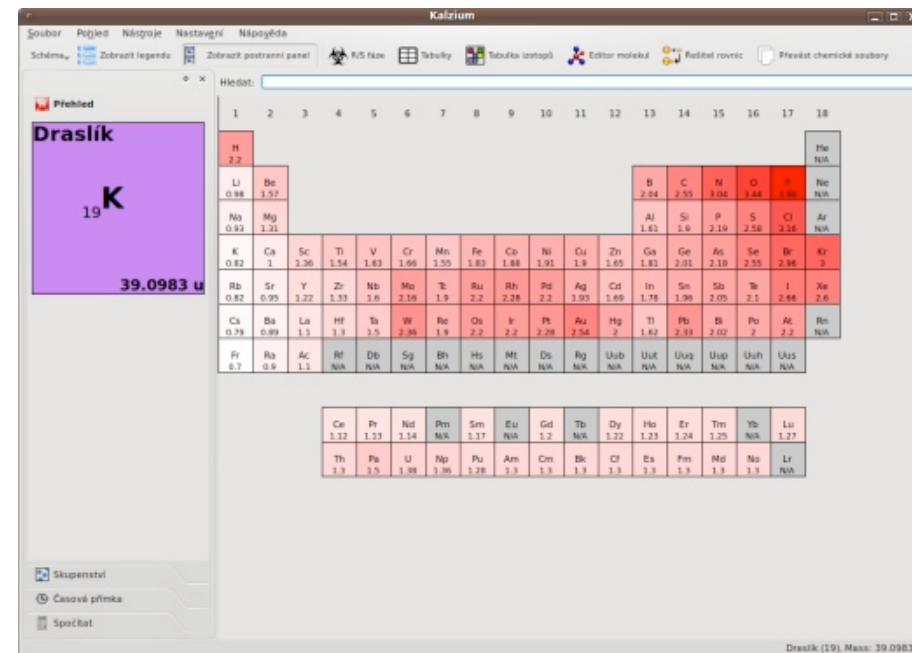 Kalzium
Soubor Pohled Nástroje Nastavení Nápověda
Schéma Zobrazit legendu Zobrazit postranní panel R/S fáze Tabulky Tabulka izotopů Editor molekul Řešitel rovnic Převést chemické soubory
Hledat:
Přehled
Draslík
19 K
39.0983 u
1 2 3 4 5 6 7 8 9 10 11 12 13 14 15 16 17 18
H He
2.2 N/A
Li Be B C N O F Ne
0.98 1.57 2.04 2.55 3.04 3.44 3.98 N/A
Na Mg Al Si P S Cl Ar
0.93 1.31 1.61 1.9 2.19 2.58 3.16 N/A
K Ca Sc Ti V Cr Mn Fe Co Ni Cu Zn Ga Ge As Se Br Kr
0.82 1 1.36 1.54 1.63 1.66 1.55 1.83 1.88 1.91 1.9 1.65 1.81 2.01 2.18 2.55 2.96 3
Rb Sr Y Zr Nb Mo Tc Ru Rh Pd Ag Cd In Sn Sb Te I Xe
0.82 0.95 1.22 1.33 1.6 2.16 1.9 2.2 2.28 2.2 1.93 1.69 1.78 1.96 2.05 2.1 2.66 2.6
Cs Ba La Hf Ta W Re Os Ir Pt Au Hg Tl Pb Bi Po At Rn
0.79 0.89 1.1 1.3 1.5 2.36 1.9 2.2 2.2 2.28 2.54 2 1.62 2.33 2.02 2 2.2 N/A
Fr Ra Ac Rf Db Sg Bh Hs Mt Ds Rg Uub Uut Uuq Uup Uuh Uus
0.7 0.9 1.1 N/A N/A N/A N/A N/A N/A N/A N/A N/A N/A N/A N/A N/A N/A
Ce Pr Nd Pm Sm Eu Gd Tb Dy Ho Er Tm Yb Lu
1.12 1.13 1.14 N/A 1.17 N/A 1.2 N/A 1.22 1.23 1.24 1.25 N/A 1.27
Th Pa U Np Pu Am Cm Bk Cf Es Fm Md No Lr
1.3 1.5 1.38 1.36 1.28 1.3 1.3 1.3 1.3 1.3 1.3 1.3 1.3 N/A
Skupenství
Časová přímka
Spočítat
Draslík (19), Mass: 39.0983